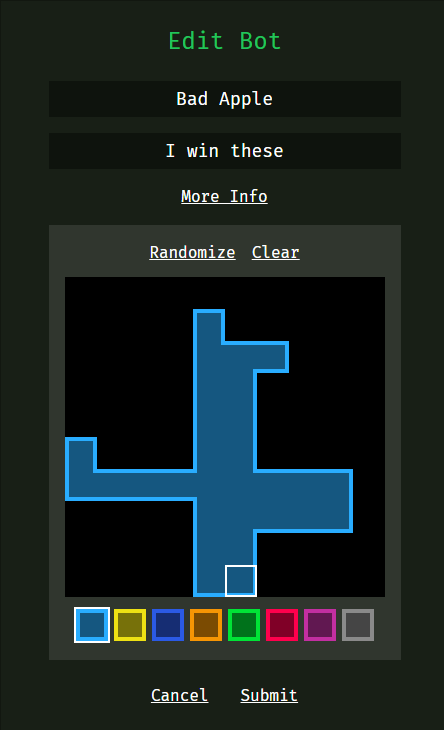 Edit Bot
Bad Apple
I win these
More Info
Randomize Clear
Cancel Submit